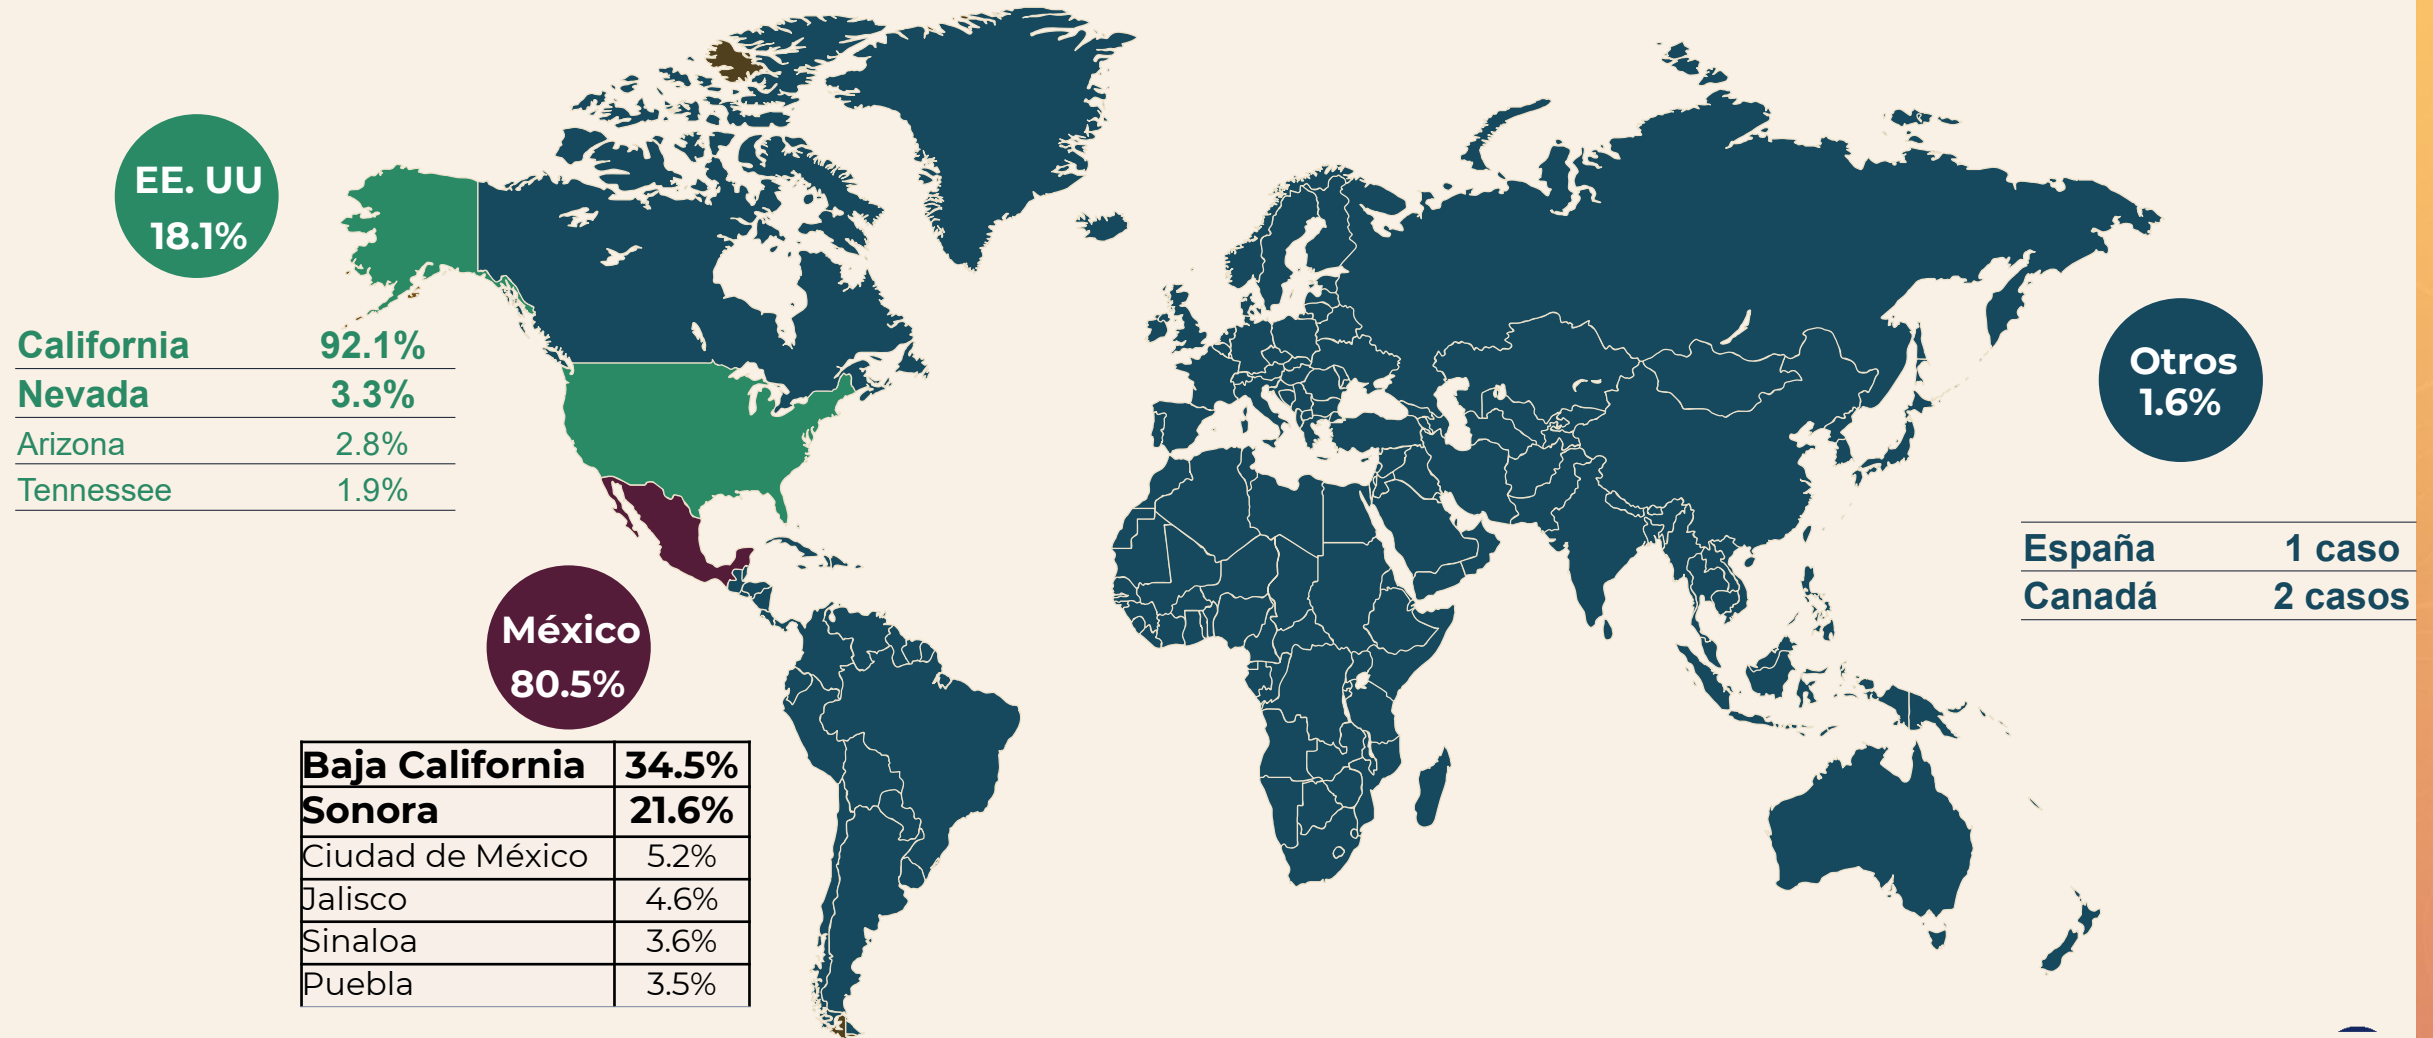 EE. UU
18.1%
California 92.1%
Nevada 3.3%
Arizona 2.8%
Tennessee 1.9%
México
80.5%
Baja California 34.5%
Sonora 21.6%
Ciudad de México 5.2%
Jalisco 4.6%
Sinaloa 3.6%
Puebla 3.5%
Otros
1.6%
España 1 caso
Canadá 2 casos